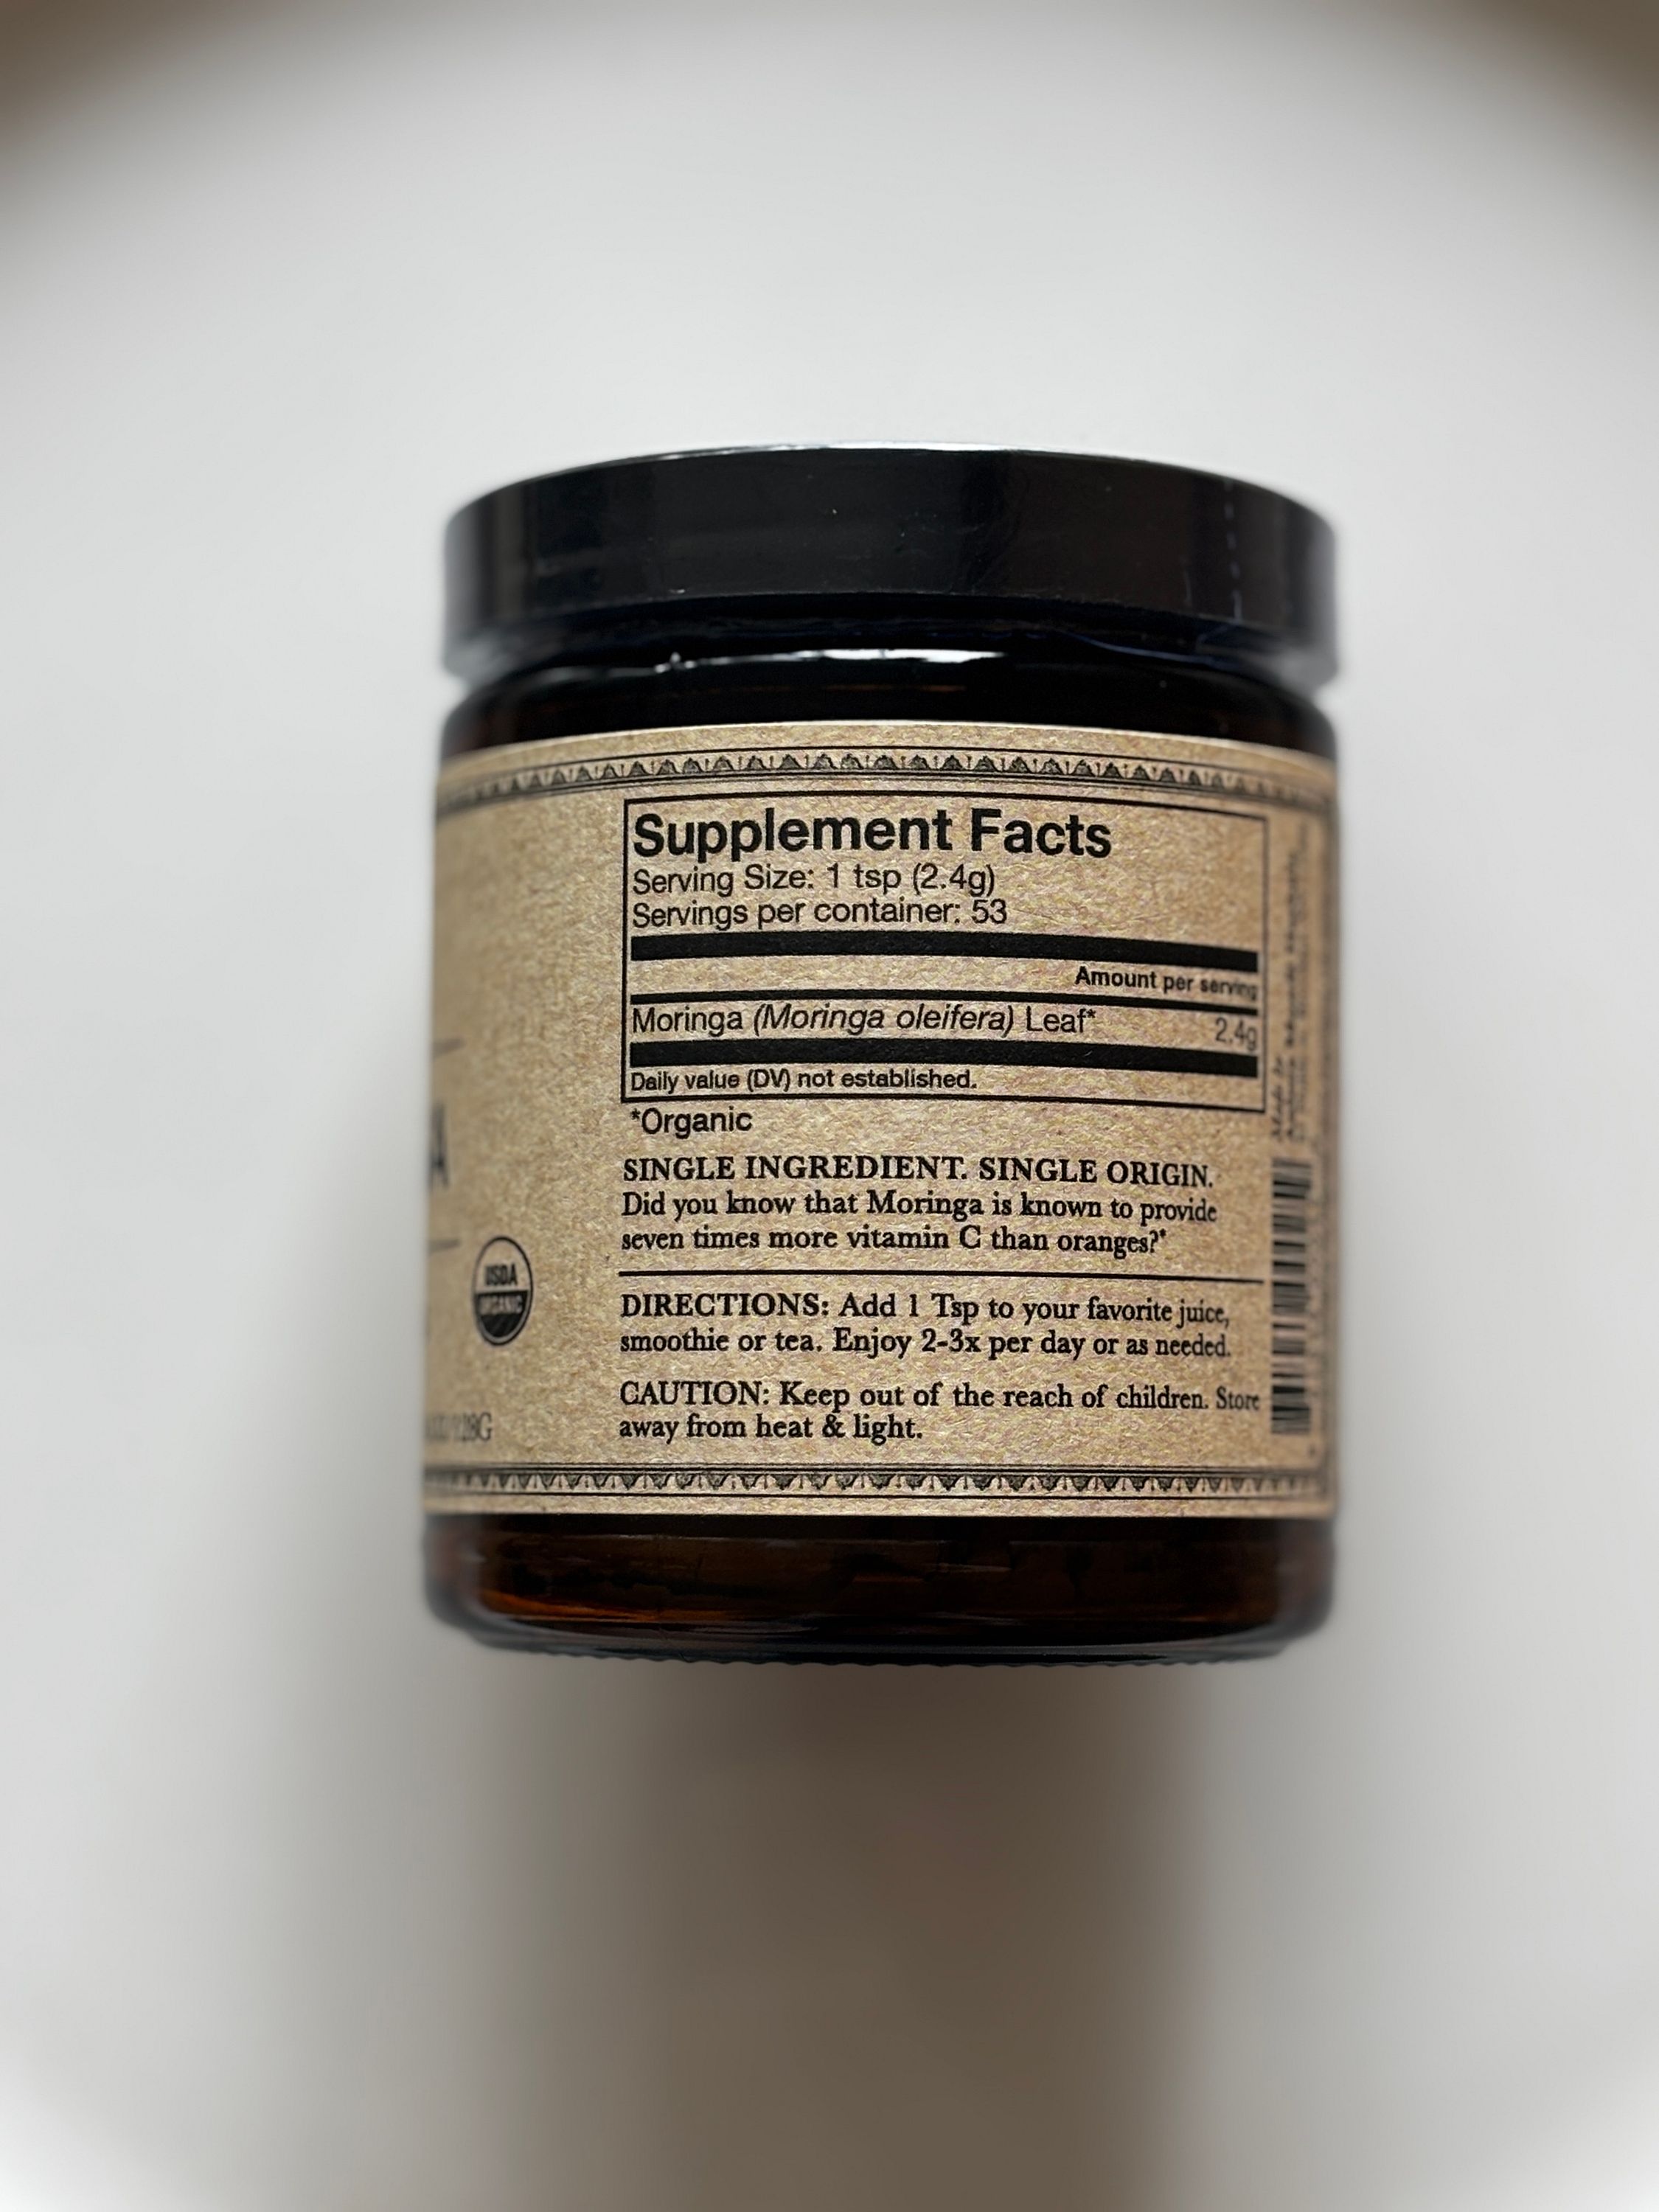 Supplement Facts
Serving Size: 1 tsp (2.4g)
Servings per container: 53
Amount per serving
Moringa (Moringa oleifera) Leaf* 2.4g
Daily value (DV) not established.
*Organic
SINGLE INGREDIENT. SINGLE ORIGIN.
Did you know that Moringa is known to provide
seven times more vitamin C than oranges?*
DIRECTIONS: Add 1 Tsp to your favorite juice,
smoothie or tea. Enjoy 2-3x per day or as needed.
CAUTION: Keep out of the reach of children. Store
away from heat & light.
USDA
ORGANIC